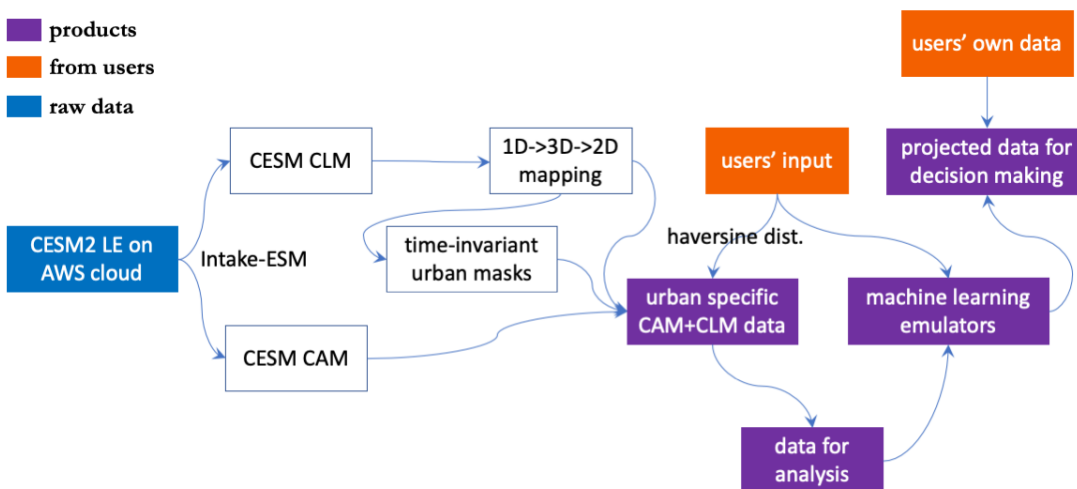 products
from users
raw data
users' own data
CESM CLM
1D->3D->2D
mapping
users' input
projected data for
decision making
CESM2 LE on
AWS cloud
Intake-ESM
time-invariant
urban masks
haversine dist.
urban specific
CAM+CLM data
machine learning
emulators
CESM CAM
data for
analysis